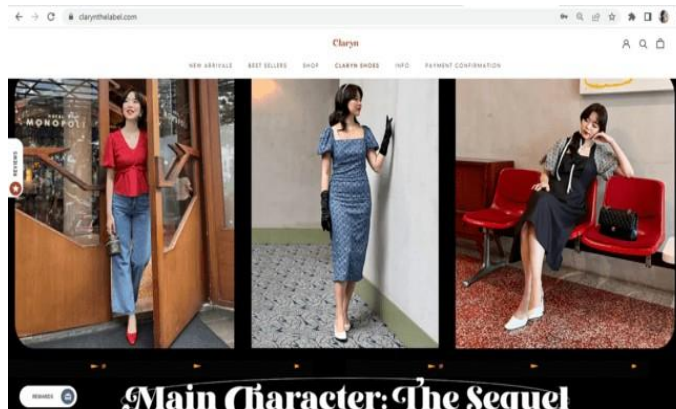 clarynthelabel.com
Claryn
NEW ARRIVALS BEST SELLERS SHOP CLARYN SHOES INFO PAYMENT CONFIRMATION
MONOPOLI
REVIEWS
REWARDS
Main Character: The Sequel